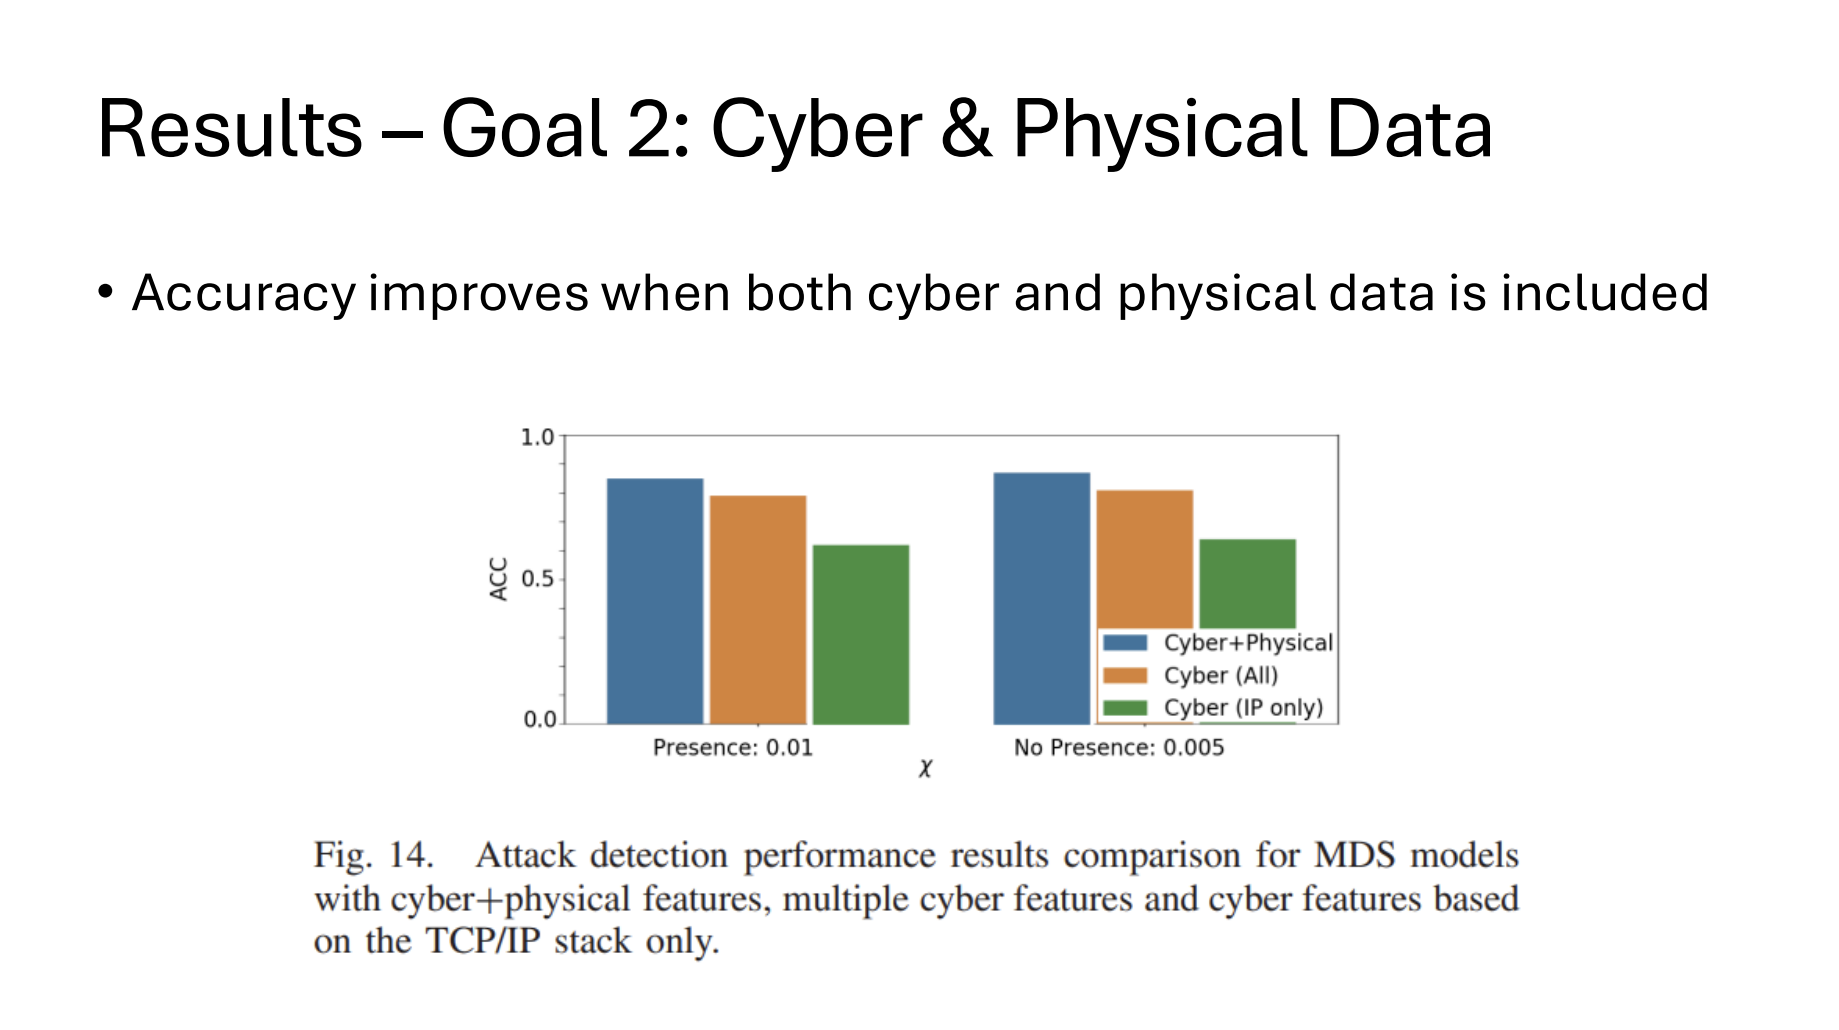 Results – Goal 2: Cyber & Physical Data
• Accuracy improves when both cyber and physical data is included
1.0
0.5
0.0
ACC
Cyber+Physical
Cyber (All)
Cyber (IP only)
Presence: 0.01
No Presence: 0.005
χ
Fig. 14. Attack detection performance results comparison for MDS models
with cyber+physical features, multiple cyber features and cyber features based
on the TCP/IP stack only.